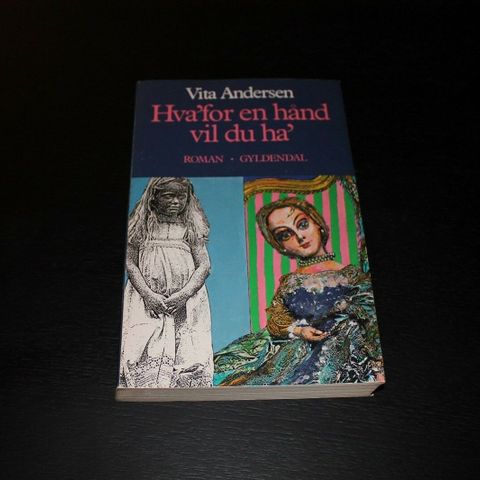 Vita Andersen
Hva'for en hånd
vil du ha'
ROMAN • GYLDENDAL